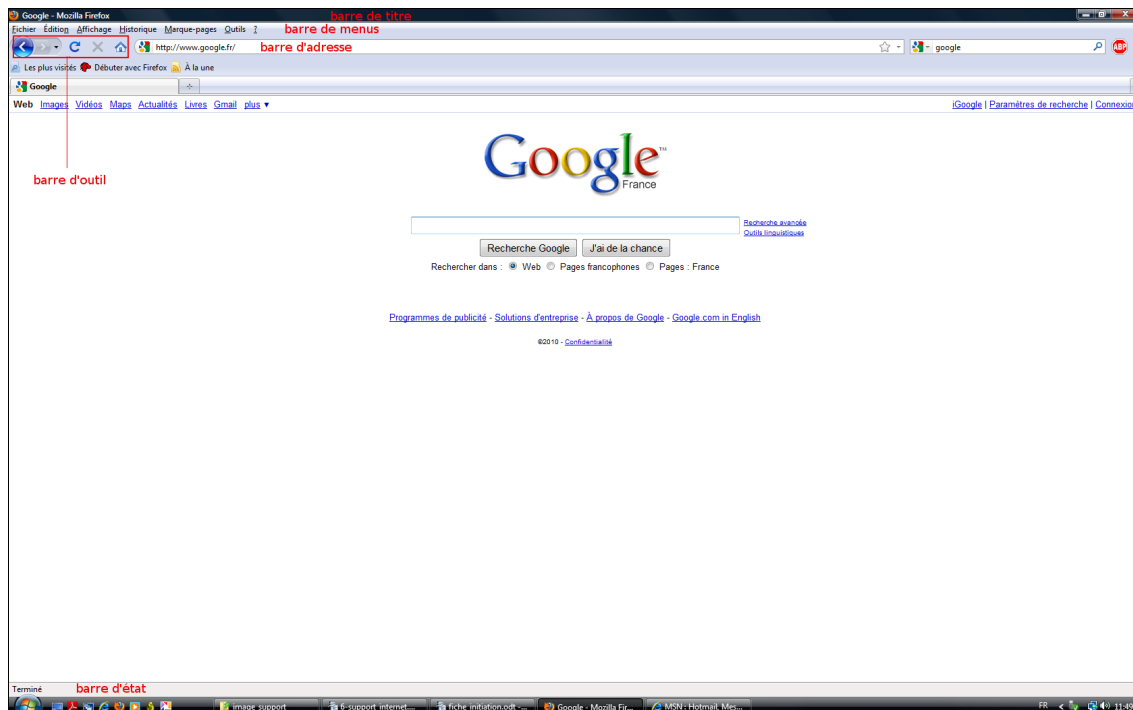 Google - Mozilla Firefox barre de titre
Fichier Édition Affichage Historique Marque-pages Outils ? barre de menus
http://www.google.fr/ barre d'adresse google ABP
Les plus visités Débuter avec Firefox À la une
Google
Web Images Vidéos Maps Actualités Livres Gmail plus ▼ iGoogle | Paramètres de recherche | Connexion
Google™
France
barre d'outil
Recherche avancée
Outils linguistiques
Recherche Google J'ai de la chance
Rechercher dans : Web Pages francophones Pages : France
Programmes de publicité - Solutions d'entreprise - À propos de Google - Google.com in English
©2010 - Confidentialité
Terminé barre d'état
image support 6-support internet.... fiche initiation.odt -... Google - Mozilla Fir... MSN : Hotmail, Mes... FR < 11:49